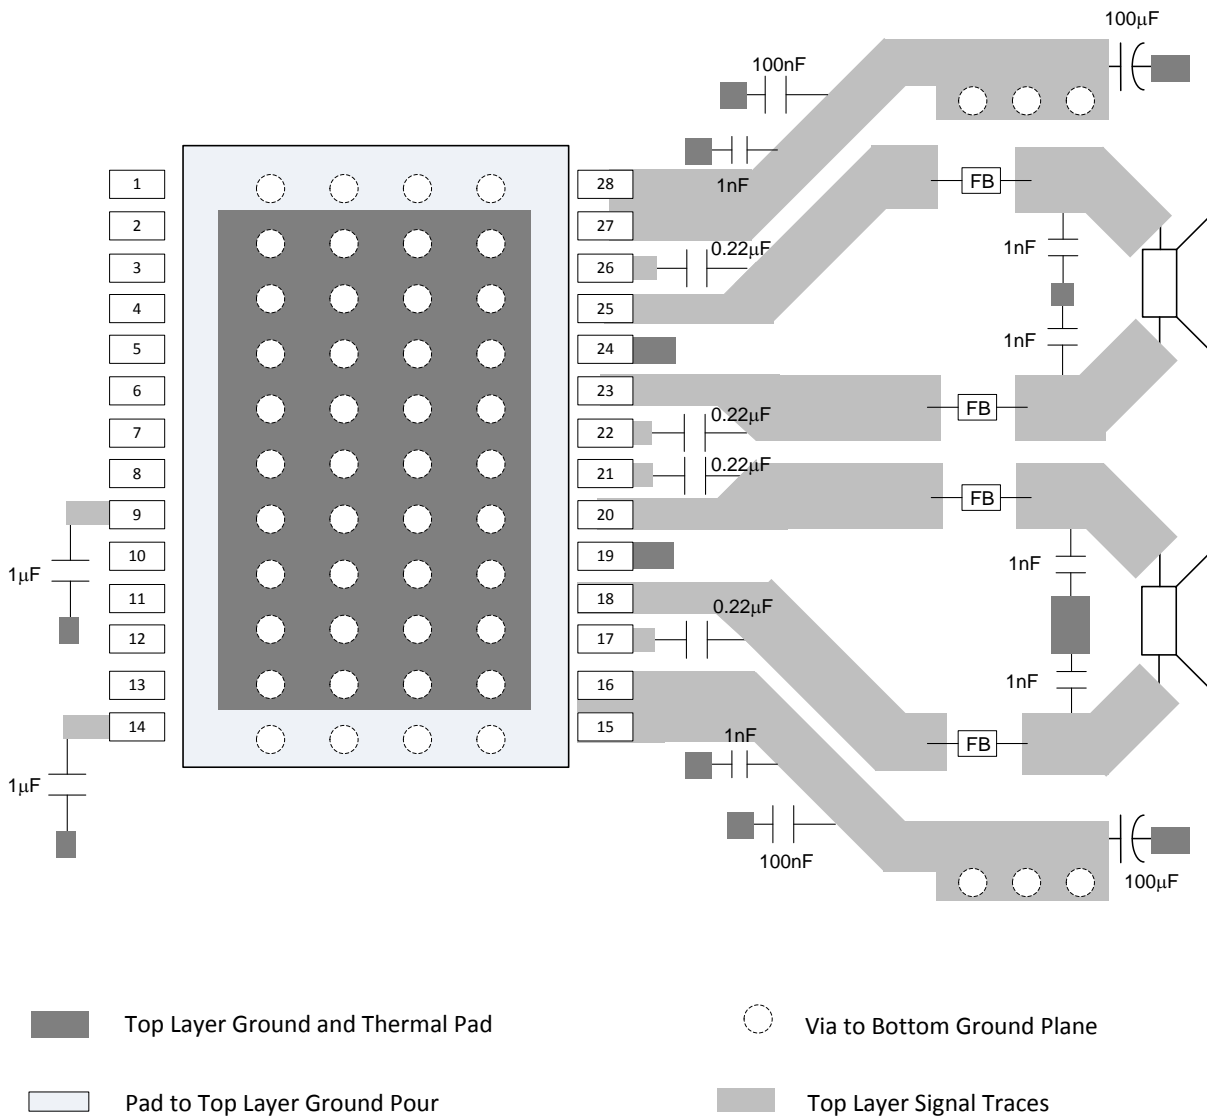 100μF
100nF
1nF
1
28
FB
2
27
1nF
3
26
0.22μF
4
25
5
24
1nF
6
23
FB
7
22
0.22μF
8
21
0.22μF
FB
9
20
1μF
10
19
1nF
11
18
0.22μF
12
17
13
16
1nF
14
15
1nF
FB
1μF
100nF
100μF
Top Layer Ground and Thermal Pad
Via to Bottom Ground Plane
Pad to Top Layer Ground Pour
Top Layer Signal Traces